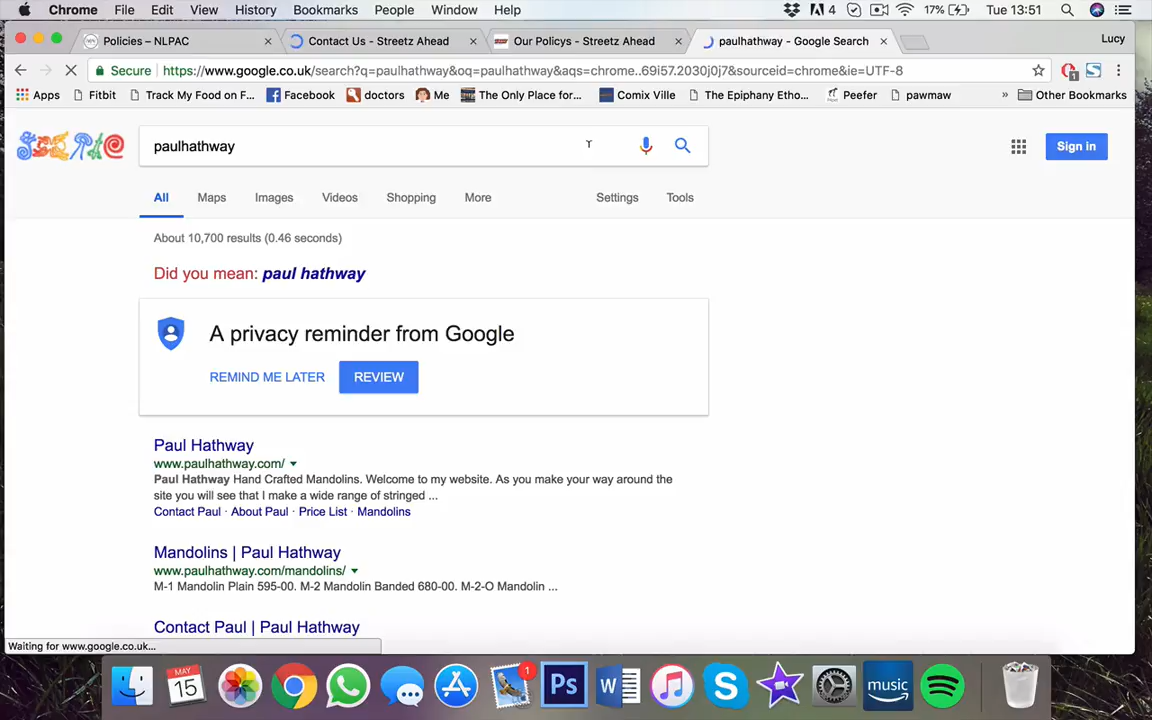 Chrome File Edit View History Bookmarks People Window Help 4 17% Tue 13:51
Policies – NLPAC Contact Us - Streetz Ahead Our Policys - Streetz Ahead paulhathway - Google Search Lucy
Secure https://www.google.co.uk/search?q=paulhathway&oq=paulhathway&aqs=chrome..69i57.2030j0j7&sourceid=chrome&ie=UTF-8 1
Apps Fitbit Track My Food on F... Facebook doctors Me The Only Place for... Comix Ville The Epiphany Etho... Peefer pawmaw » Other Bookmarks
paulhathway Sign in
All Maps Images Videos Shopping More Settings Tools
About 10,700 results (0.46 seconds)
Did you mean: paul hathway
A privacy reminder from Google
REMIND ME LATER REVIEW
Paul Hathway
www.paulhathway.com/
Paul Hathway Hand Crafted Mandolins. Welcome to my website. As you make your way around the
site you will see that I make a wide range of stringed ...
Contact Paul · About Paul · Price List · Mandolins
Mandolins | Paul Hathway
www.paulhathway.com/mandolins/
M-1 Mandolin Plain 595-00. M-2 Mandolin Banded 680-00. M-2-O Mandolin ...
Contact Paul | Paul Hathway
Waiting for www.google.co.uk...
MAY
15 1 Ps W S music